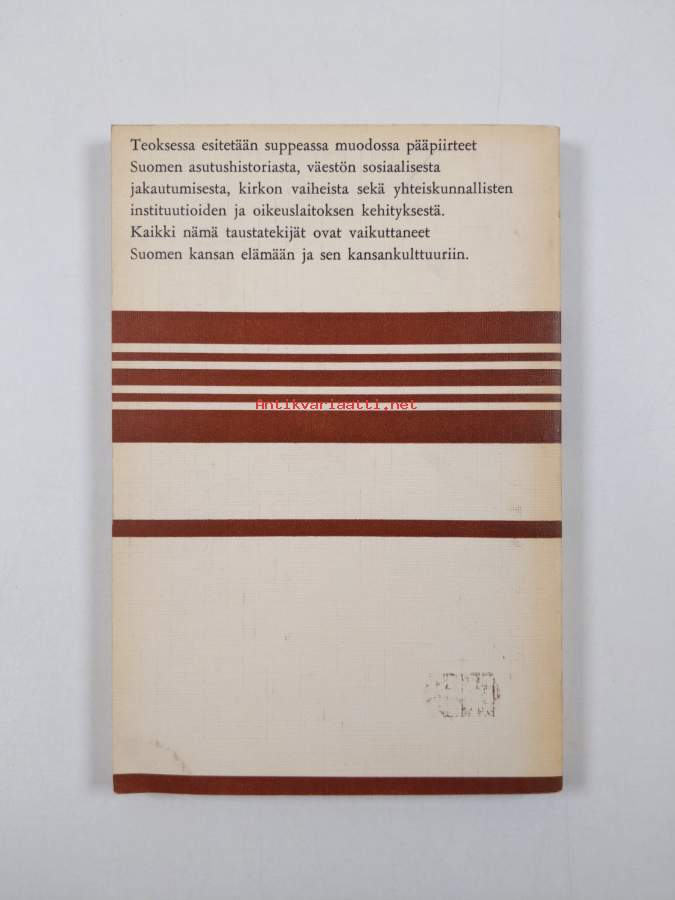 Teoksessa esitetään suppeassa muodossa pääpiirteet
Suomen asutushistoriasta, väestön sosiaalisesta
jakautumisesta, kirkon vaiheista sekä yhteiskunnallisten
instituutioiden ja oikeuslaitoksen kehityksestä.
Kaikki nämä taustatekijät ovat vaikuttaneet
Suomen kansan elämään ja sen kansankulttuuriin.
Antikvariaatti.net